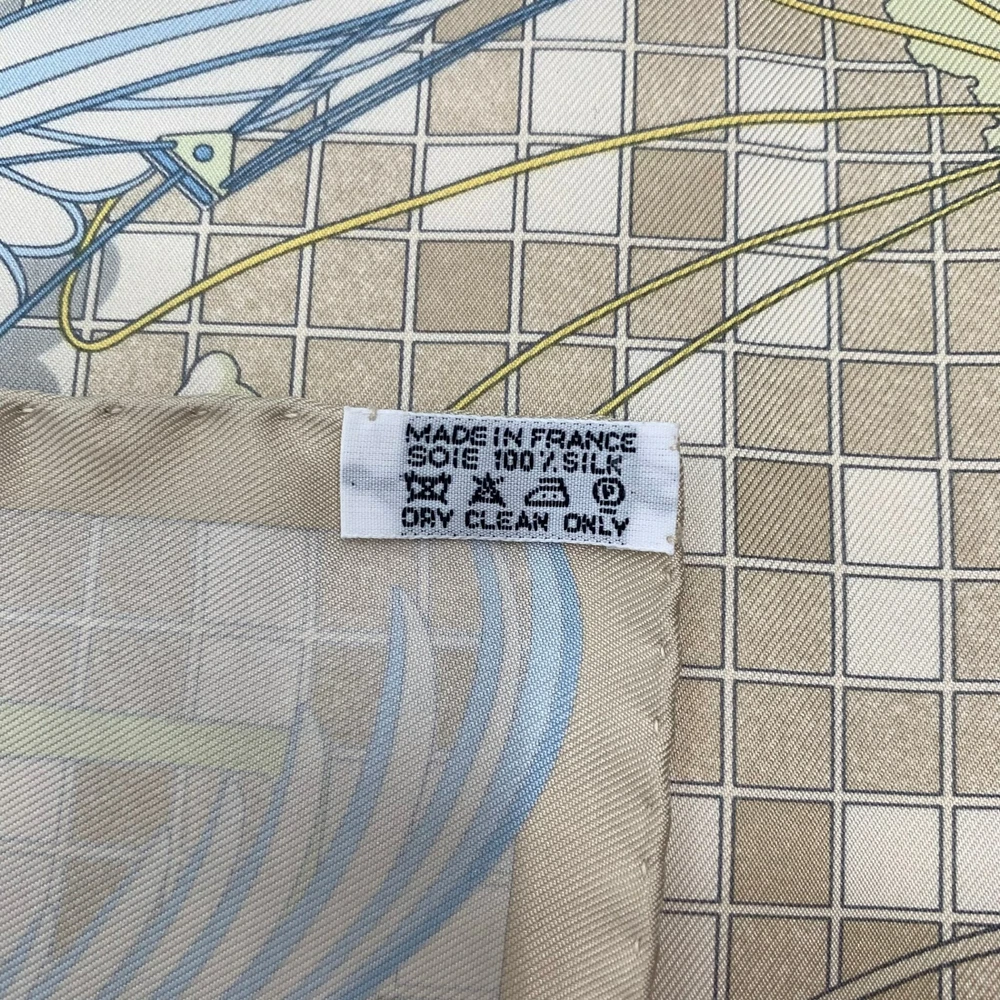 MADE IN FRANCE
SOIE 100% SILK
P
DRY CLEAN ONLY